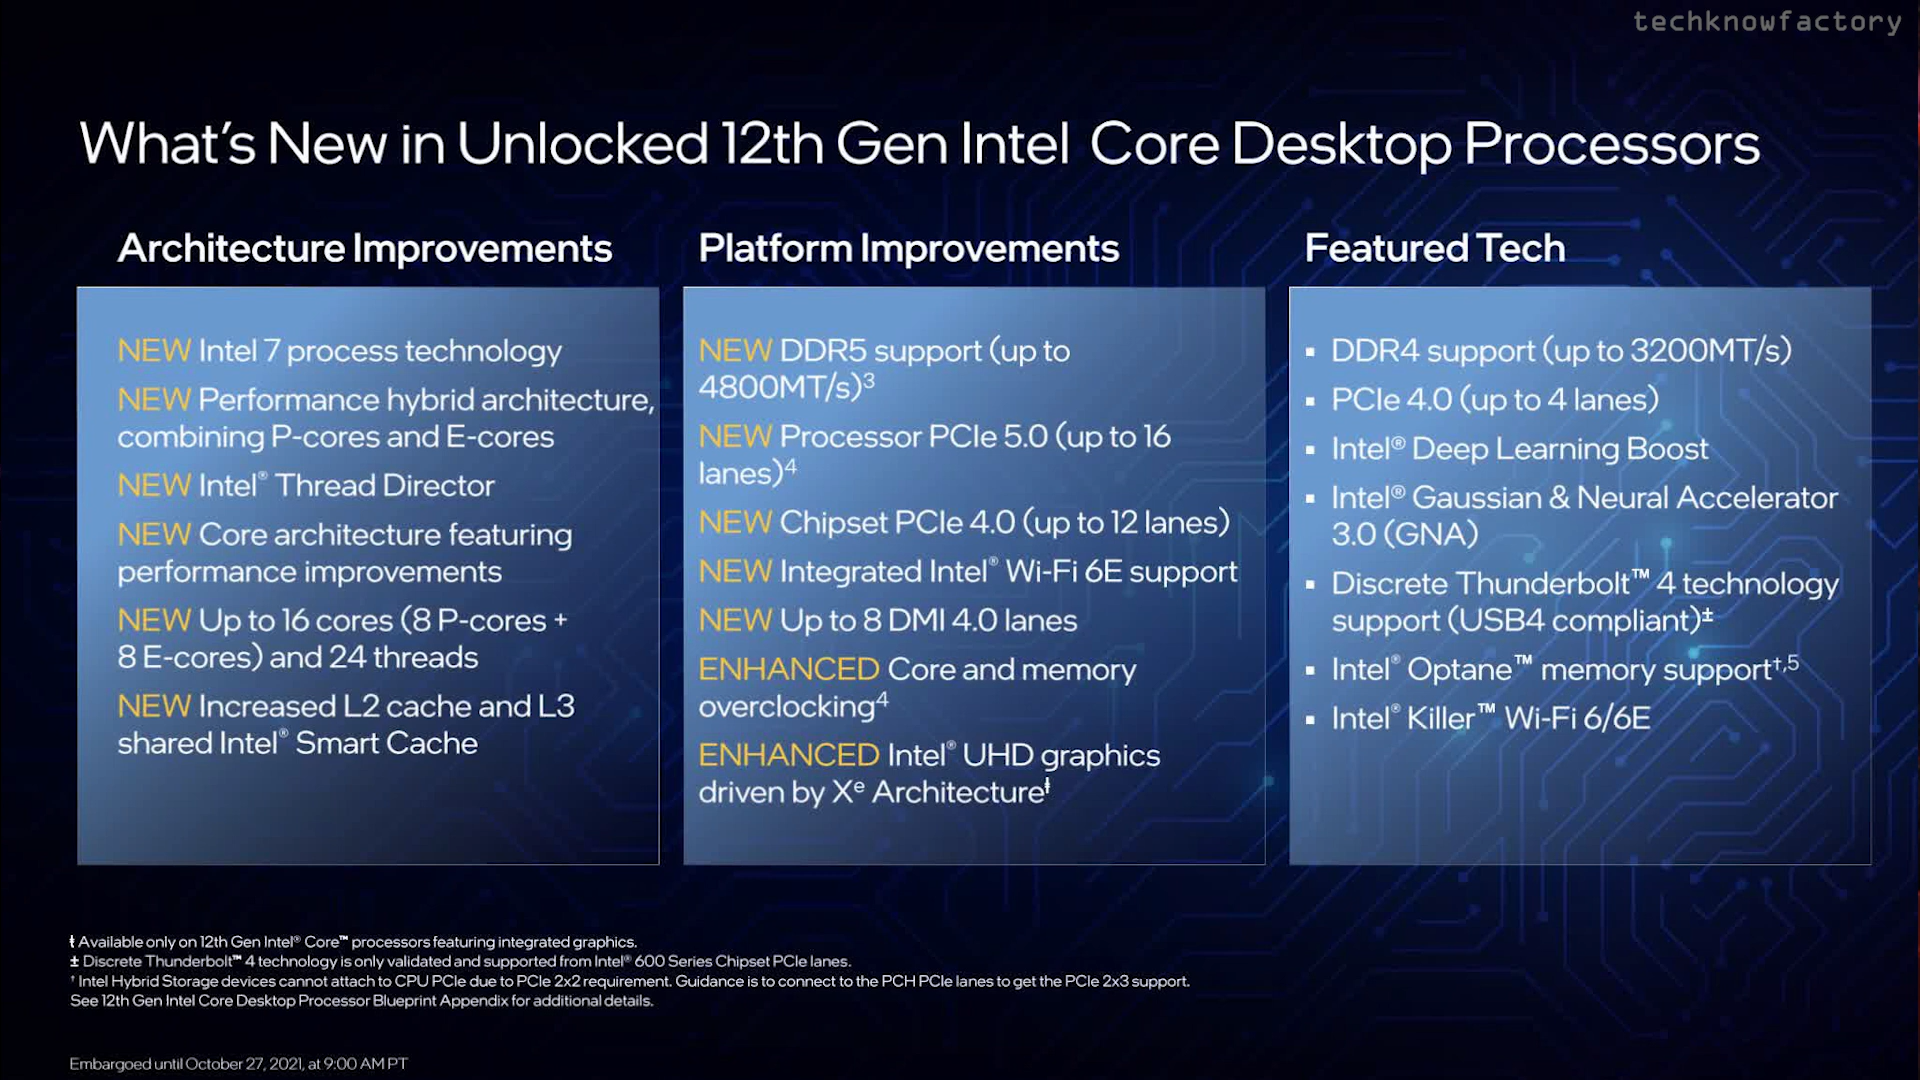 techknowfactory
What's New in Unlocked 12th Gen Intel Core Desktop Processors
Architecture Improvements
NEW Intel 7 process technology
NEW Performance hybrid architecture,
combining P-cores and E-cores
NEW Intel® Thread Director
NEW Core architecture featuring
performance improvements
NEW Up to 16 cores (8 P-cores +
8 E-cores) and 24 threads
NEW Increased L2 cache and L3
shared Intel® Smart Cache
Platform Improvements
NEW DDR5 support (up to
4800MT/s)³
NEW Processor PCIe 5.0 (up to 16
lanes)⁴
NEW Chipset PCIe 4.0 (up to 12 lanes)
NEW Integrated Intel® Wi-Fi 6E support
NEW Up to 8 DMI 4.0 lanes
ENHANCED Core and memory
overclocking⁴
ENHANCED Intel® UHD graphics
driven by Xᵉ Architectureƚ
Featured Tech
▪ DDR4 support (up to 3200MT/s)
▪ PCIe 4.0 (up to 4 lanes)
▪ Intel® Deep Learning Boost
▪ Intel® Gaussian & Neural Accelerator
3.0 (GNA)
▪ Discrete Thunderbolt™ 4 technology
support (USB4 compliant)±
▪ Intel® Optane™ memory support†,5
▪ Intel® Killer™ Wi-Fi 6/6E
ƚ Available only on 12th Gen Intel® Core™ processors featuring integrated graphics.
± Discrete Thunderbolt™ 4 technology is only validated and supported from Intel® 600 Series Chipset PCIe lanes.
† Intel Hybrid Storage devices cannot attach to CPU PCIe due to PCIe 2x2 requirement. Guidance is to connect to the PCH PCIe lanes to get the PCIe 2x3 support.
See 12th Gen Intel Core Desktop Processor Blueprint Appendix for additional details.
Embargoed until October 27, 2021, at 9:00 AM PT